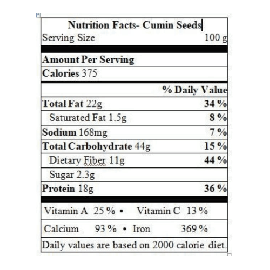 Nutrition Facts- Cumin Seeds
Serving Size 100 g
Amount Per Serving
Calories 375
% Daily Value
Total Fat 22g 34 %
Saturated Fat 1.5g 8 %
Sodium 168mg 7 %
Total Carbohydrate 44g 15 %
Dietary Fiber 11g 44 %
Sugar 2.3g
Protein 18g 36 %
Vitamin A 25 % • Vitamin C 13 %
Calcium 93 % • Iron 369 %
Daily values are based on 2000 calorie diet.